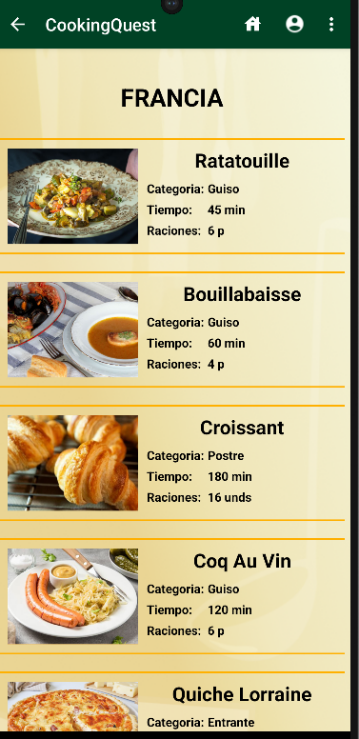 CookingQuest
FRANCIA
Ratatouille
Categoria: Guiso
Tiempo: 45 min
Raciones: 6 p
Bouillabaisse
Categoria: Guiso
Tiempo: 60 min
Raciones: 4 p
Croissant
Categoria: Postre
Tiempo: 180 min
Raciones: 16 unds
Coq Au Vin
Categoria: Guiso
Tiempo: 120 min
Raciones: 6 p
Quiche Lorraine
Categoria: Entrante